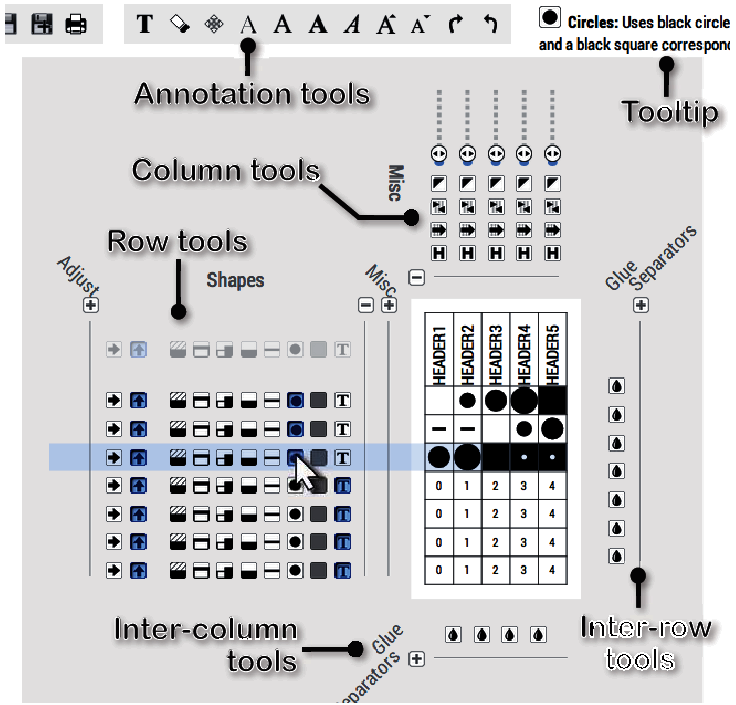 T A A A A A A
Circles: Uses black circle
and a black square correspond
Annotation tools
Tooltip
Column tools
Misc
Row tools
Adjust
Shapes
Misc
Glue
Separators
H H H H H
T
HEADER1 HEADER2 HEADER3 HEADER4 HEADER5
T
T
T
T
0 1 2 3 4
T
0 1 2 3 4
T
0 1 2 3 4
T
0 1 2 3 4
Inter-column
tools
Glue
Separators
Inter-row
tools